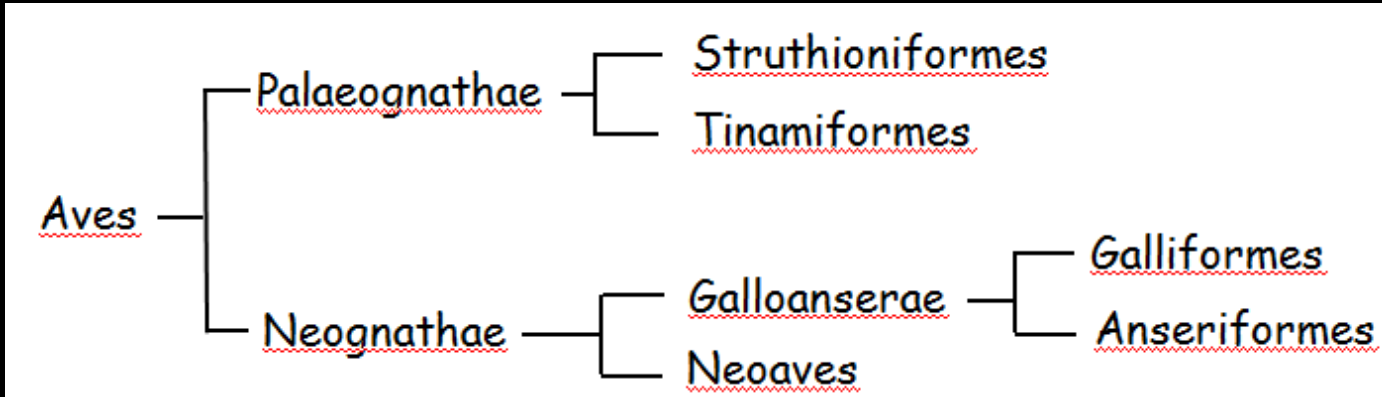 Struthioniformes
Palaeognathae
Tinamiformes
Aves
Galliformes
Galloanserae
Neognathae
Anseriformes
Neoaves